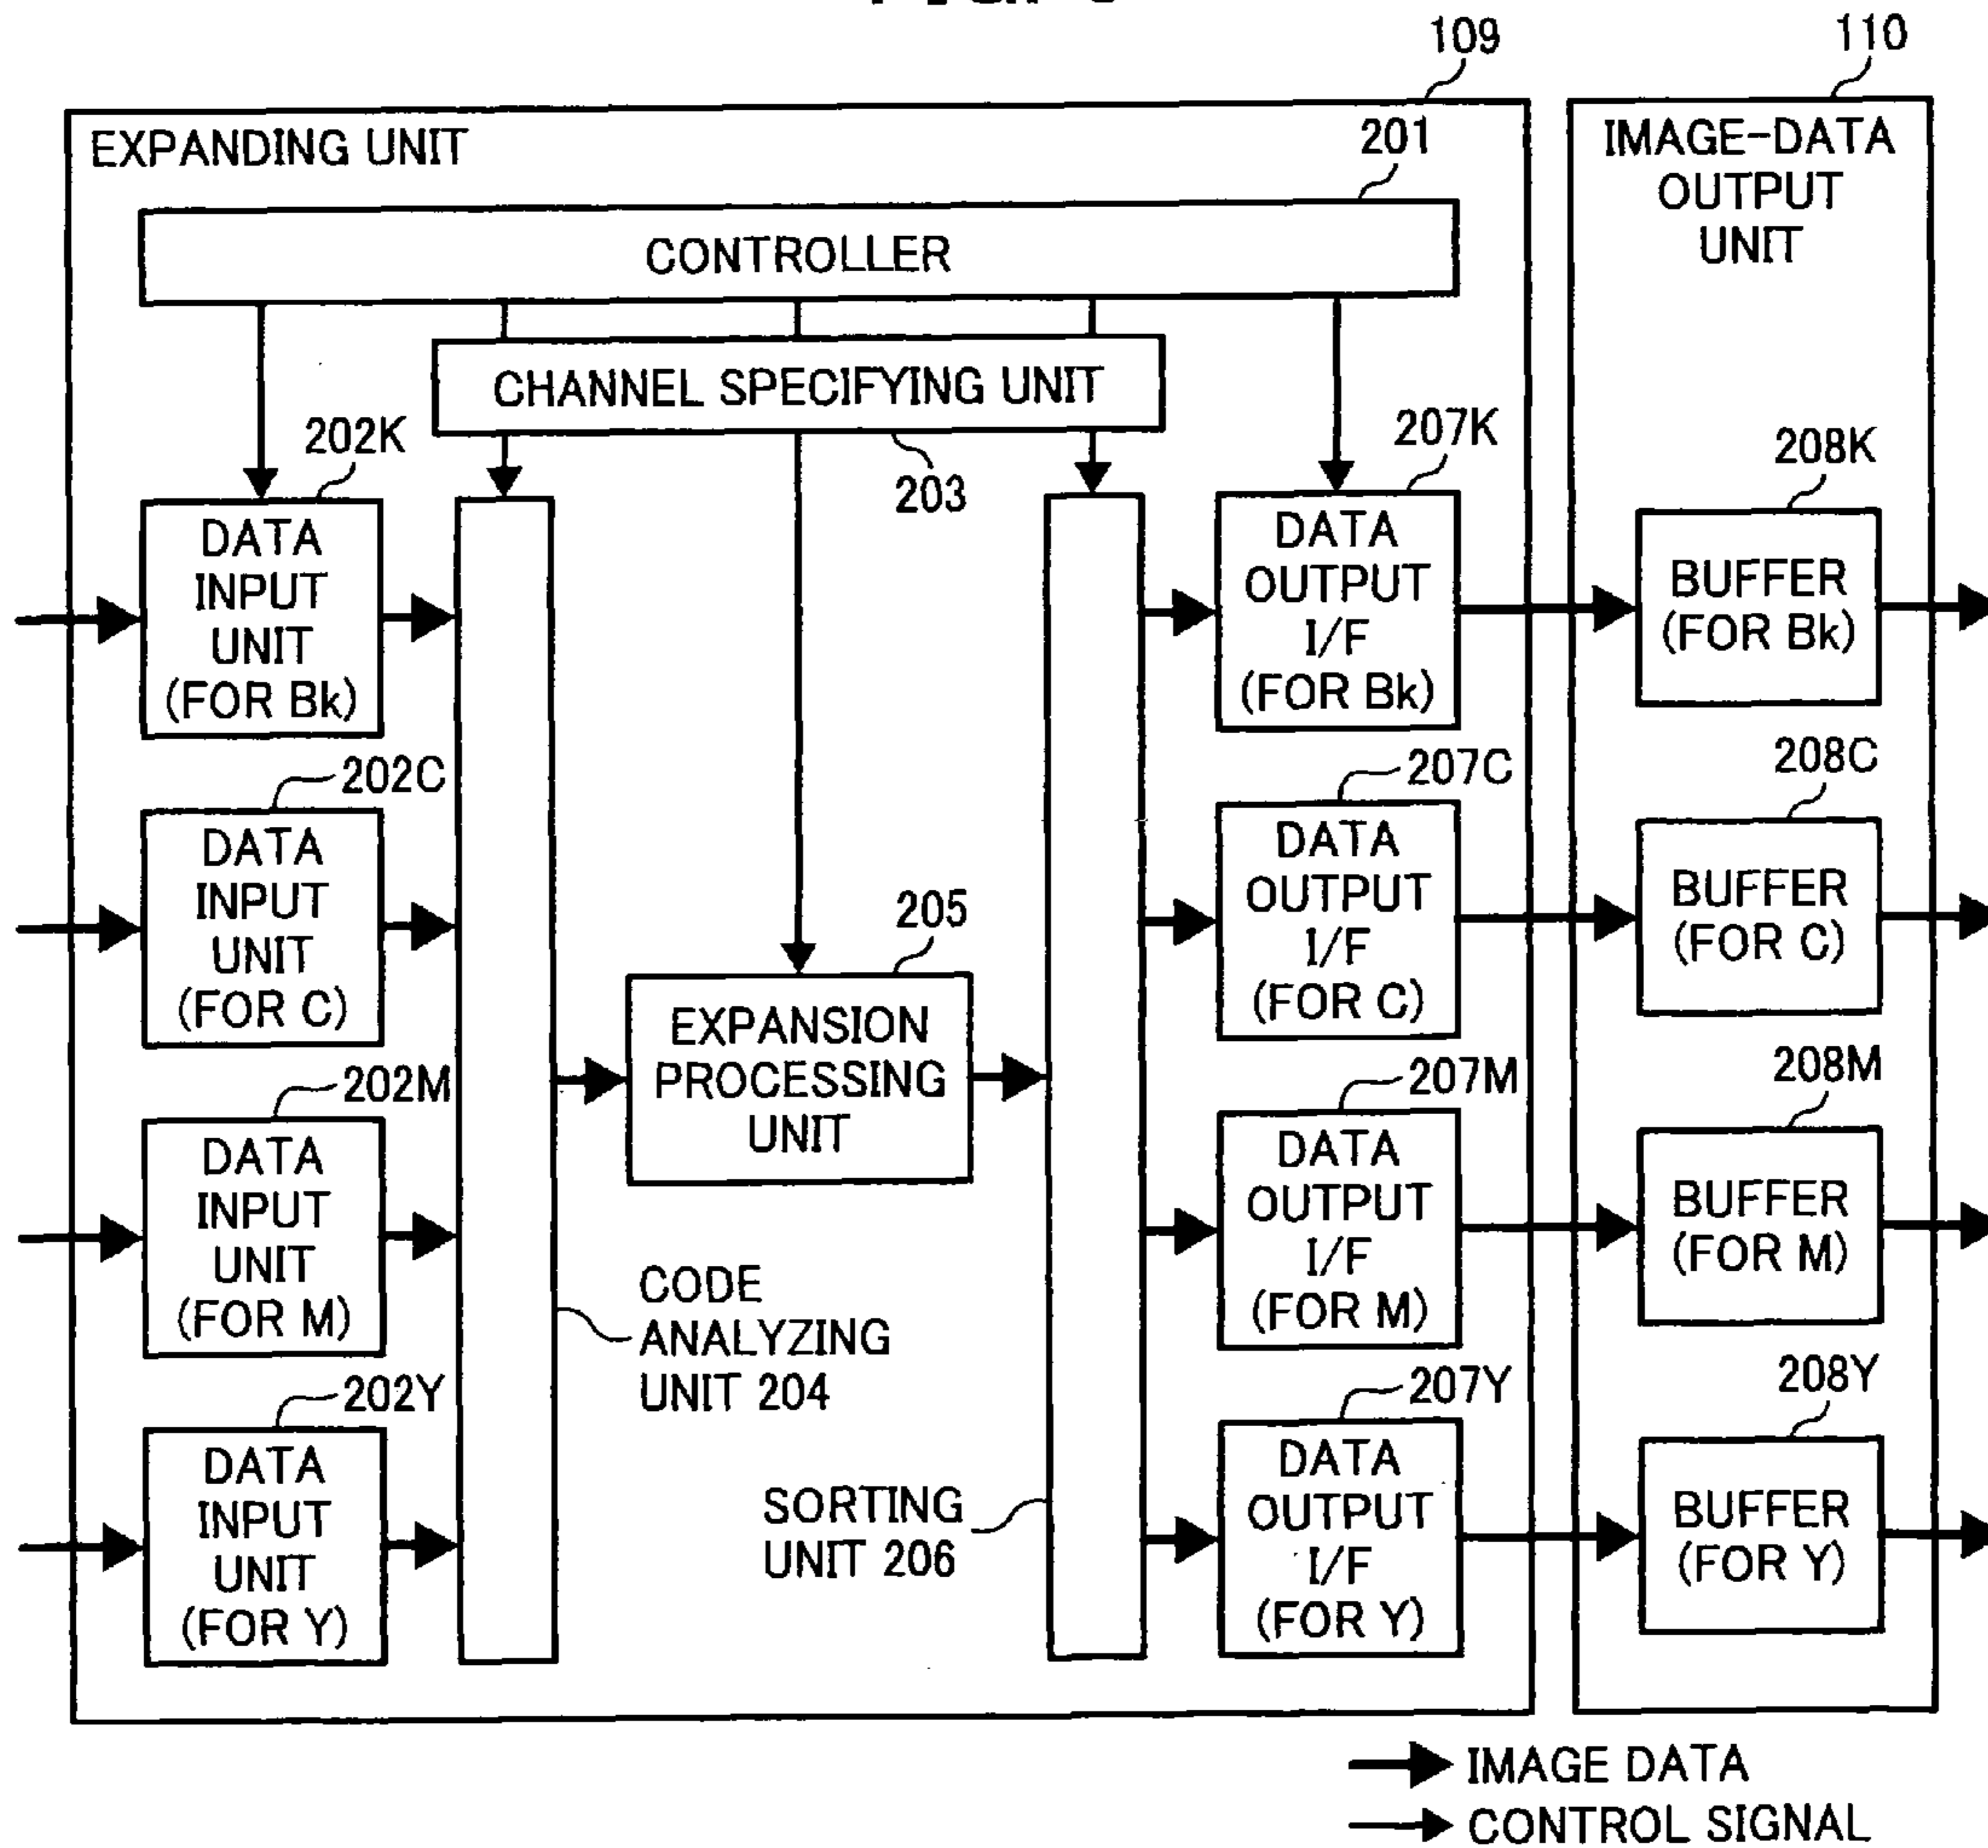 109
110
EXPANDING UNIT
201
IMAGE-DATA
OUTPUT
UNIT
CONTROLLER
CHANNEL SPECIFYING UNIT
202K
203
207K
208K
DATA
INPUT
UNIT
(FOR Bk)
DATA
OUTPUT
I/F
(FOR Bk)
BUFFER
(FOR Bk)
202C
207C
208C
DATA
INPUT
UNIT
(FOR C)
DATA
OUTPUT
I/F
(FOR C)
BUFFER
(FOR C)
205
EXPANSION
PROCESSING
UNIT
202M
207M
208M
DATA
INPUT
UNIT
(FOR M)
DATA
OUTPUT
I/F
(FOR M)
BUFFER
(FOR M)
CODE
ANALYZING
UNIT 204
202Y
207Y
208Y
DATA
INPUT
UNIT
(FOR Y)
SORTING
UNIT 206
DATA
OUTPUT
I/F
(FOR Y)
BUFFER
(FOR Y)
IMAGE DATA
CONTROL SIGNAL